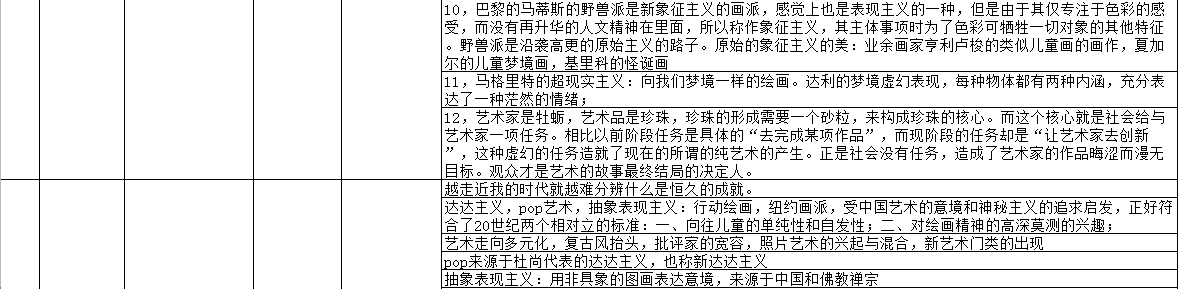 10，巴黎的马蒂斯的野兽派是新象征主义的画派，感觉上也是表现主义的一种，但是由于其仅专注于色彩的感
受，而没有再升华的人文精神在里面，所以称作象征主义，其主体事项时为了色彩可牺牲一切对象的其他特征
。野兽派是沿袭高更的原始主义的路子。原始的象征主义的美：业余画家亨利卢梭的类似儿童画的画作，夏加
尔的儿童梦境画，基里科的怪诞画
11，马格里特的超现实主义：向我们梦境一样的绘画。达利的梦境虚幻表现，每种物体都有两种内涵，充分表
达了一种茫然的情绪；
12，艺术家是牡蛎，艺术品是珍珠，珍珠的形成需要一个砂粒，来构成珍珠的核心。而这个核心就是社会给与
艺术家一项任务。相比以前阶段任务是具体的“去完成某项作品”，而现阶段的任务却是“让艺术家去创新
”，这种虚幻的任务造就了现在的所谓的纯艺术的产生。正是社会没有任务，造成了艺术家的作品晦涩而漫无
目标。观众才是艺术的故事最终结局的决定人。
越走近我的时代就越难分辨什么是恒久的成就。
达达主义，pop艺术，抽象表现主义：行动绘画，纽约画派，受中国艺术的意境和神秘主义的追求启发，正好符
合了20世纪两个相对立的标准：一、向往儿童的单纯性和自发性；二、对绘画精神的高深莫测的兴趣；
艺术走向多元化，复古风抬头，批评家的宽容，照片艺术的兴起与混合，新艺术门类的出现
pop来源于杜尚代表的达达主义，也称新达达主义
抽象表现主义：用非具象的图画表达意境，来源于中国和佛教禅宗